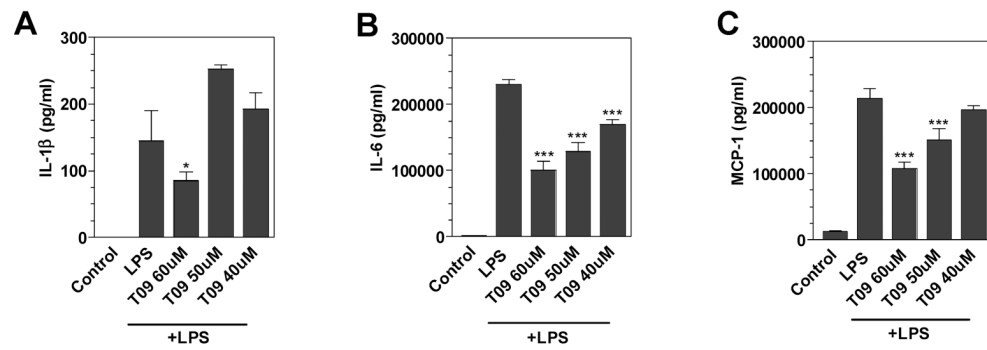 A
IL-1β (pg/ml)
300
200
100
0
Control
LPS
T09 60uM
T09 50uM
T09 40uM
+LPS
B
IL-6 (pg/ml)
300000
200000
100000
0
***
***
***
Control
LPS
T09 60uM
T09 50uM
T09 40uM
+LPS
C
MCP-1 (pg/ml)
300000
200000
100000
0
***
***
Control
LPS
T09 60uM
T09 50uM
T09 40uM
+LPS
*